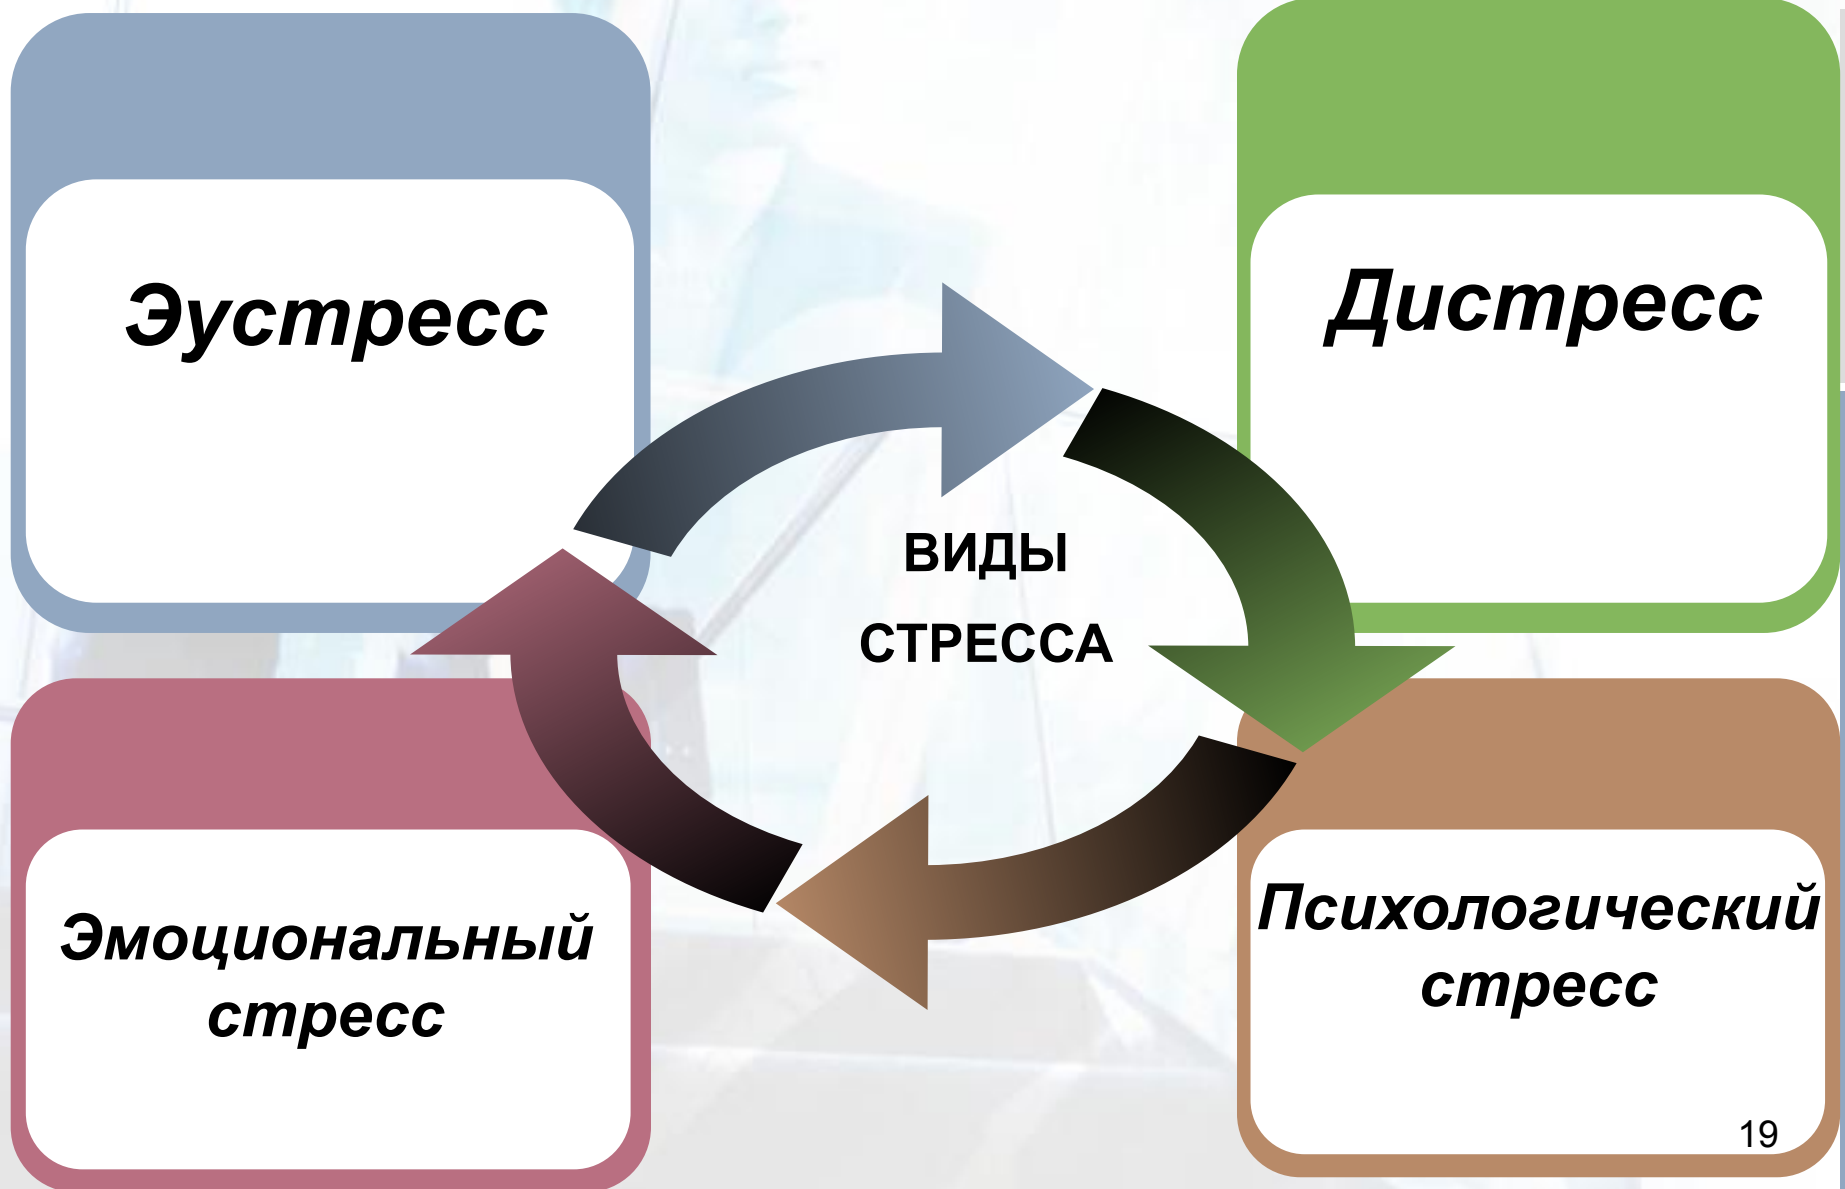 Эустресс
Дистресс
ВИДЫ
СТРЕССА
Эмоциональный
стресс
Психологический
стресс
19